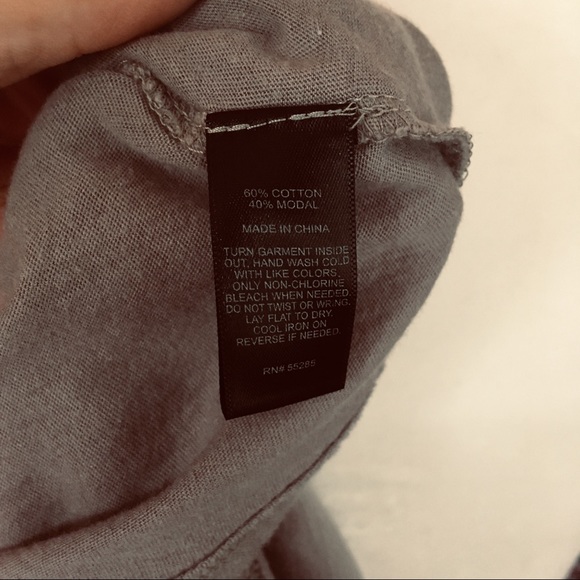 60% COTTON
40% MODAL
MADE IN CHINA
TURN GARMENT INSIDE
OUT, HAND WASH COLD
WITH LIKE COLORS,
ONLY NON-CHLORINE
BLEACH WHEN NEEDED.
DO NOT TWIST OR WRING.
LAY FLAT TO DRY.
COOL IRON ON
REVERSE IF NEEDED.
RN# 55285